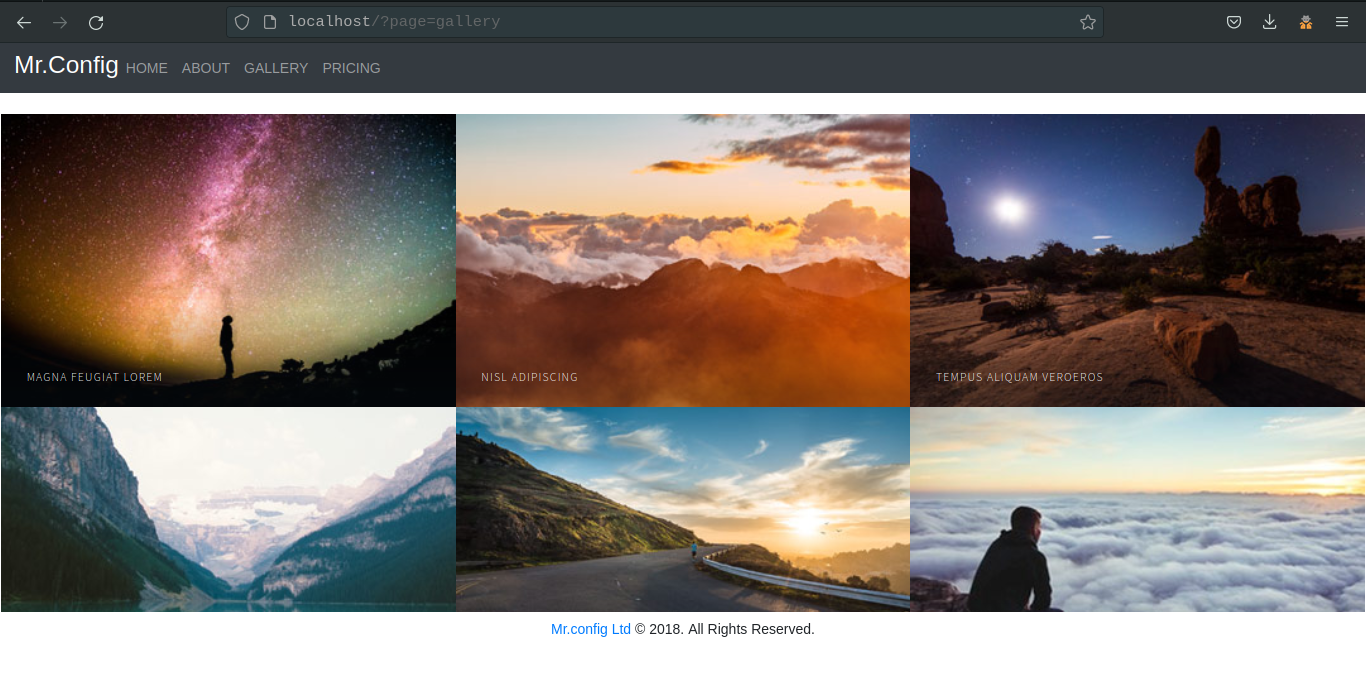 localhost/?page=gallery
Mr.Config HOME ABOUT GALLERY PRICING
MAGNA FEUGIAT LOREM
NISL ADIPISCING
TEMPUS ALIQUAM VEROEROS
Mr.config Ltd © 2018. All Rights Reserved.